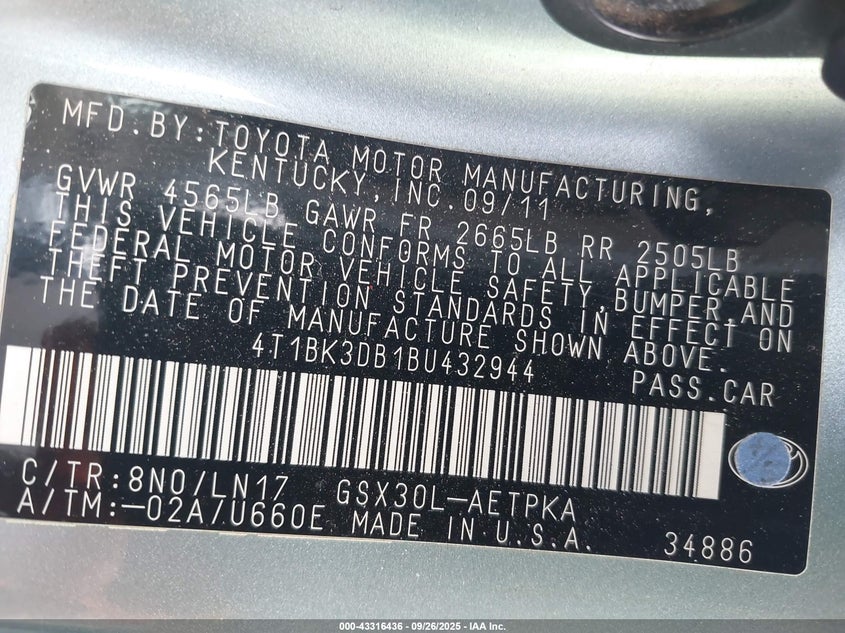 MFD.BY:TOYOTA MOTOR MANUFACTURING,
KENTUCKY,INC.09/11
GVWR 4565LB GAWR FR 2665LB RR 2505LB
THIS VEHICLE CONFORMS TO ALL APPLICABLE
FEDERAL MOTOR VEHICLE SAFETY,BUMPER,AND
THEFT PREVENTION STANDARDS IN EFFECT ON
THE DATE OF MANUFACTURE SHOWN ABOVE.
4T1BK3DB1BU432944
PASS.CAR
C/TR:8N0/LN17 GSX30L-AETPKA
A/TM:-02A/U660E MADE IN U.S.A. 34886
000-43316436 - 09/26/2025 - IAA Inc.